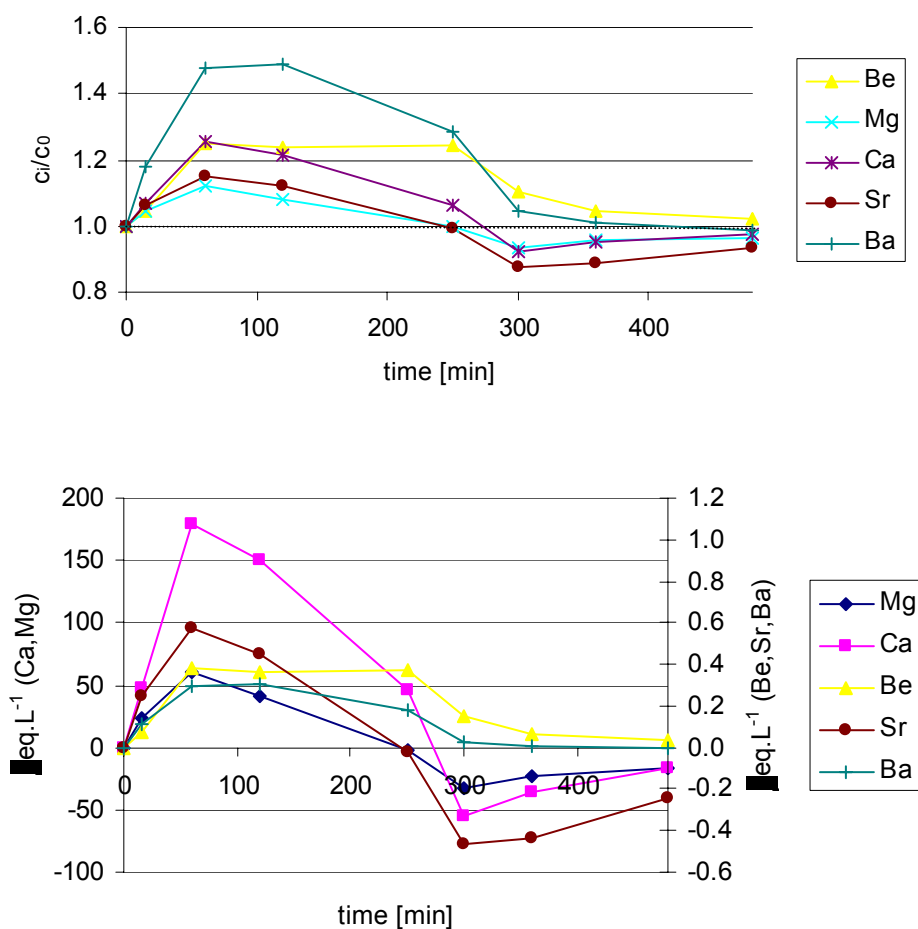 1.6
1.4
1.2
1.0
0.8
ci/c0
0 100 200 300 400
time [min]
Be
Mg
Ca
Sr
Ba
200
150
100
50
0
-50
-100
eq.L⁻¹ (Ca,Mg)
1.2
1.0
0.8
0.6
0.4
0.2
0.0
-0.2
-0.4
-0.6
eq.L⁻¹ (Be,Sr,Ba)
0 100 200 300 400
time [min]
Mg
Ca
Be
Sr
Ba